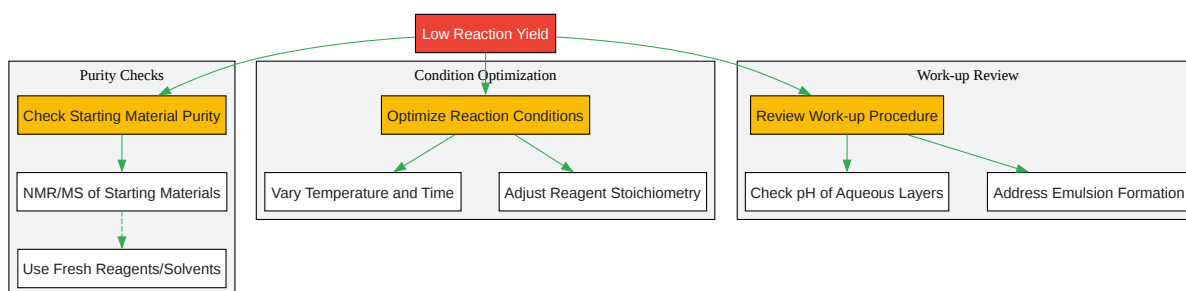 Low Reaction Yield
Purity Checks
Condition Optimization
Work-up Review
Check Starting Material Purity
Optimize Reaction Conditions
Review Work-up Procedure
NMR/MS of Starting Materials
Vary Temperature and Time
Adjust Reagent Stoichiometry
Check pH of Aqueous Layers
Address Emulsion Formation
Use Fresh Reagents/Solvents